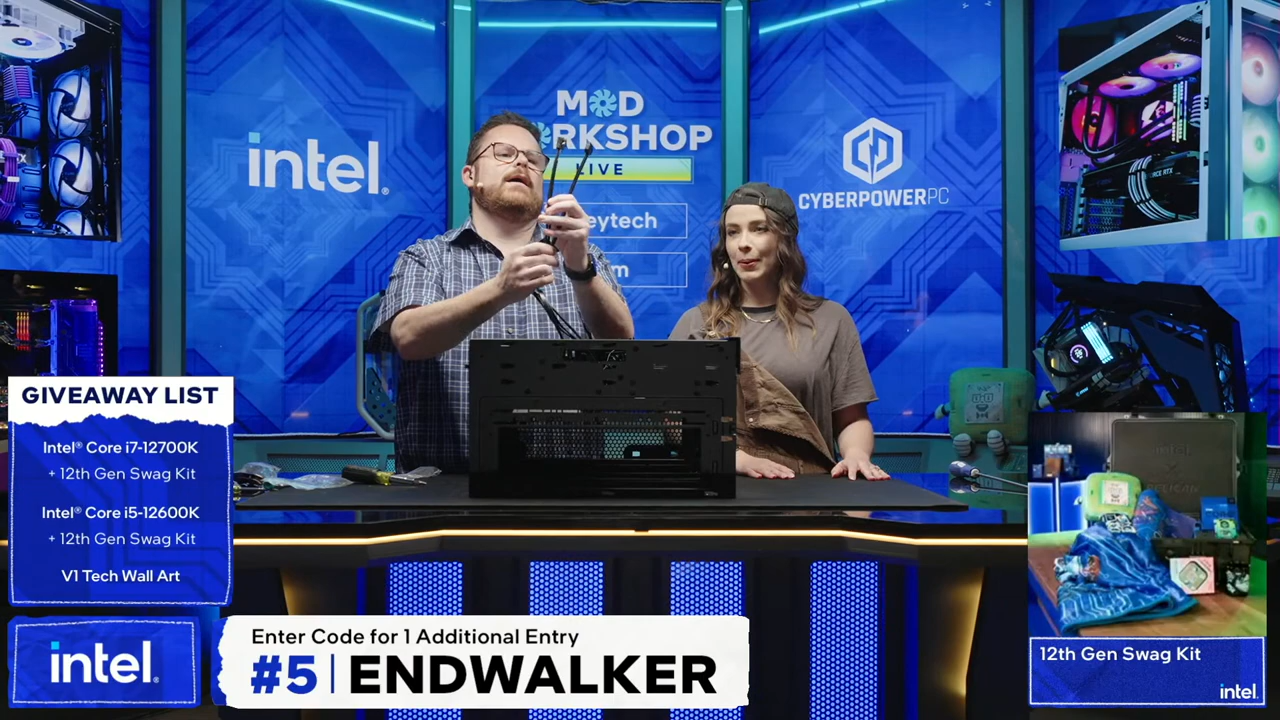 intel.
MOD
RKSHOP
LIVE
eytech
m
CYBERPOWERPC
GIVEAWAY LIST
Intel® Core i7-12700K
+ 12th Gen Swag Kit
Intel® Core i5-12600K
+ 12th Gen Swag Kit
V1 Tech Wall Art
intel.
Enter Code for 1 Additional Entry
#5 | ENDWALKER
12th Gen Swag Kit
intel.